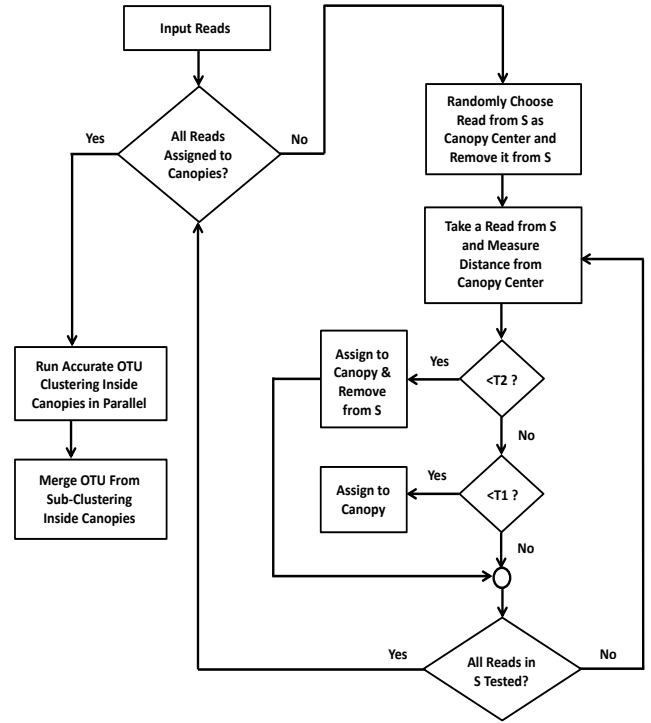 Input Reads
All Reads
Assigned to
Canopies?
Yes
No
Randomly Choose
Read from S as
Canopy Center and
Remove it from S
Take a Read from S
and Measure
Distance from
Canopy Center
<T2 ?
Yes
Assign to
Canopy &
Remove
from S
No
<T1 ?
Yes
Assign to
Canopy
No
All Reads in
S Tested?
Yes
No
Run Accurate OTU
Clustering Inside
Canopies in Parallel
Merge OTU From
Sub-Clustering
Inside Canopies